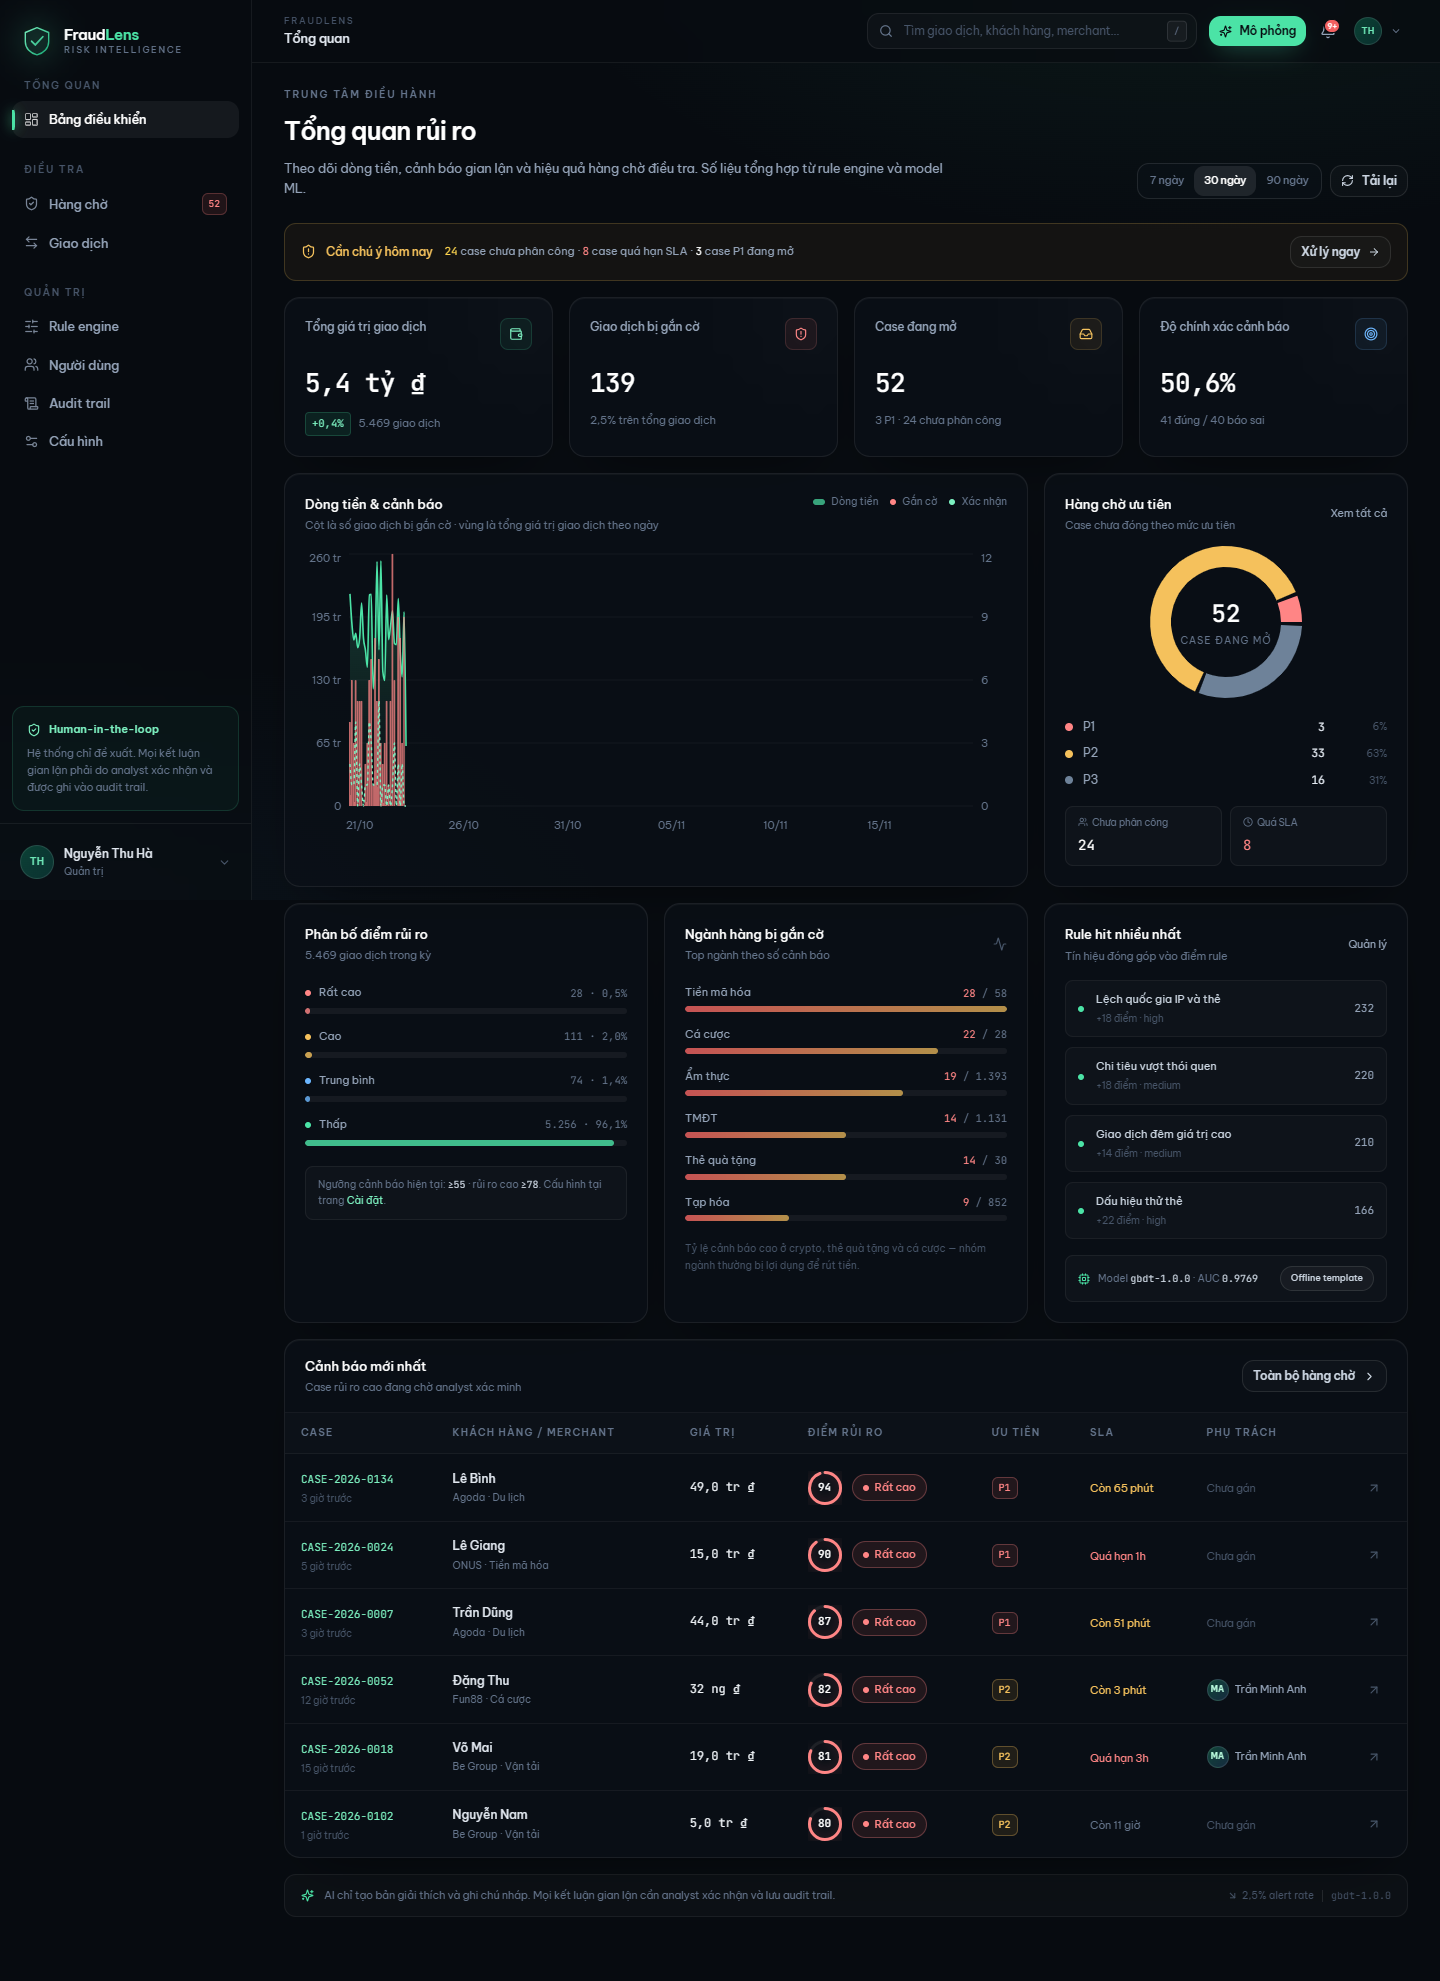 FraudLens
RISK INTELLIGENCE
TỔNG QUAN
Bảng điều khiển
ĐIỀU TRA
Hàng chờ
52
Giao dịch
QUẢN TRỊ
Rule engine
Người dùng
Audit trail
Cấu hình
Human-in-the-loop
Hệ thống chỉ đề xuất. Mọi kết luận
gian lận phải do analyst xác nhận và
được ghi vào audit trail.
TH
Nguyễn Thu Hà
Quản trị
FRAUDLENS
Tổng quan
Tìm giao dịch, khách hàng, merchant...
/
Mô phỏng
9+
TH
TRUNG TÂM ĐIỀU HÀNH
Tổng quan rủi ro
Theo dõi dòng tiền, cảnh báo gian lận và hiệu quả hàng chờ điều tra. Số liệu tổng hợp từ rule engine và model
ML.
7 ngày
30 ngày
90 ngày
Tải lại
Cần chú ý hôm nay
24 case chưa phân công · 8 case quá hạn SLA · 3 case P1 đang mở
Xử lý ngay
Tổng giá trị giao dịch
5,4 tỷ ₫
+0,4%
5.469 giao dịch
Giao dịch bị gắn cờ
139
2,5% trên tổng giao dịch
Case đang mở
52
3 P1 · 24 chưa phân công
Độ chính xác cảnh báo
50,6%
41 đúng / 40 báo sai
Dòng tiền & cảnh báo
Cột là số giao dịch bị gắn cờ · vùng là tổng giá trị giao dịch theo ngày
Dòng tiền
Gắn cờ
Xác nhận
260 tr
195 tr
130 tr
65 tr
0
12
9
6
3
0
21/10
26/10
31/10
05/11
10/11
15/11
Hàng chờ ưu tiên
Case chưa đóng theo mức ưu tiên
Xem tất cả
52
CASE ĐANG MỞ
P1
3
6%
P2
33
63%
P3
16
31%
Chưa phân công
24
Quá SLA
8
Phân bố điểm rủi ro
5.469 giao dịch trong kỳ
Rất cao
28 · 0,5%
Cao
111 · 2,0%
Trung bình
74 · 1,4%
Thấp
5.256 · 96,1%
Ngưỡng cảnh báo hiện tại: ≥55 · rủi ro cao ≥78. Cấu hình tại
trang Cài đặt.
Ngành hàng bị gắn cờ
Top ngành theo số cảnh báo
Tiền mã hóa
28 / 58
Cá cược
22 / 28
Ẩm thực
19 / 1.393
TMĐT
14 / 1.131
Thẻ quà tặng
14 / 30
Tạp hóa
9 / 852
Tỷ lệ cảnh báo cao ở crypto, thẻ quà tặng và cá cược — nhóm
ngành thường bị lợi dụng để rút tiền.
Rule hit nhiều nhất
Tín hiệu đóng góp vào điểm rule
Quản lý
Lệch quốc gia IP và thẻ
+18 điểm · high
232
Chi tiêu vượt thói quen
+18 điểm · medium
220
Giao dịch đêm giá trị cao
+14 điểm · medium
210
Dấu hiệu thử thẻ
+22 điểm · high
166
Model gbdt-1.0.0 · AUC 0.9769
Offline template
Cảnh báo mới nhất
Case rủi ro cao đang chờ analyst xác minh
Toàn bộ hàng chờ
CASE
KHÁCH HÀNG / MERCHANT
GIÁ TRỊ
ĐIỂM RỦI RO
ƯU TIÊN
SLA
PHỤ TRÁCH
CASE-2026-0134
3 giờ trước
Lê Bình
Agoda · Du lịch
49,0 tr ₫
94
Rất cao
P1
Còn 65 phút
Chưa gán
CASE-2026-0024
5 giờ trước
Lê Giang
ONUS · Tiền mã hóa
15,0 tr ₫
90
Rất cao
P1
Quá hạn 1h
Chưa gán
CASE-2026-0007
3 giờ trước
Trần Dũng
Agoda · Du lịch
44,0 tr ₫
87
Rất cao
P1
Còn 51 phút
Chưa gán
CASE-2026-0052
12 giờ trước
Đặng Thu
Fun88 · Cá cược
32 ng ₫
82
Rất cao
P2
Còn 3 phút
MA
Trần Minh Anh
CASE-2026-0018
15 giờ trước
Võ Mai
Be Group · Vận tải
19,0 tr ₫
81
Rất cao
P2
Quá hạn 3h
MA
Trần Minh Anh
CASE-2026-0102
1 giờ trước
Nguyễn Nam
Be Group · Vận tải
5,0 tr ₫
80
Rất cao
P2
Còn 11 giờ
Chưa gán
AI chỉ tạo bản giải thích và ghi chú nháp. Mọi kết luận gian lận cần analyst xác nhận và lưu audit trail.
2,5% alert rate
gbdt-1.0.0